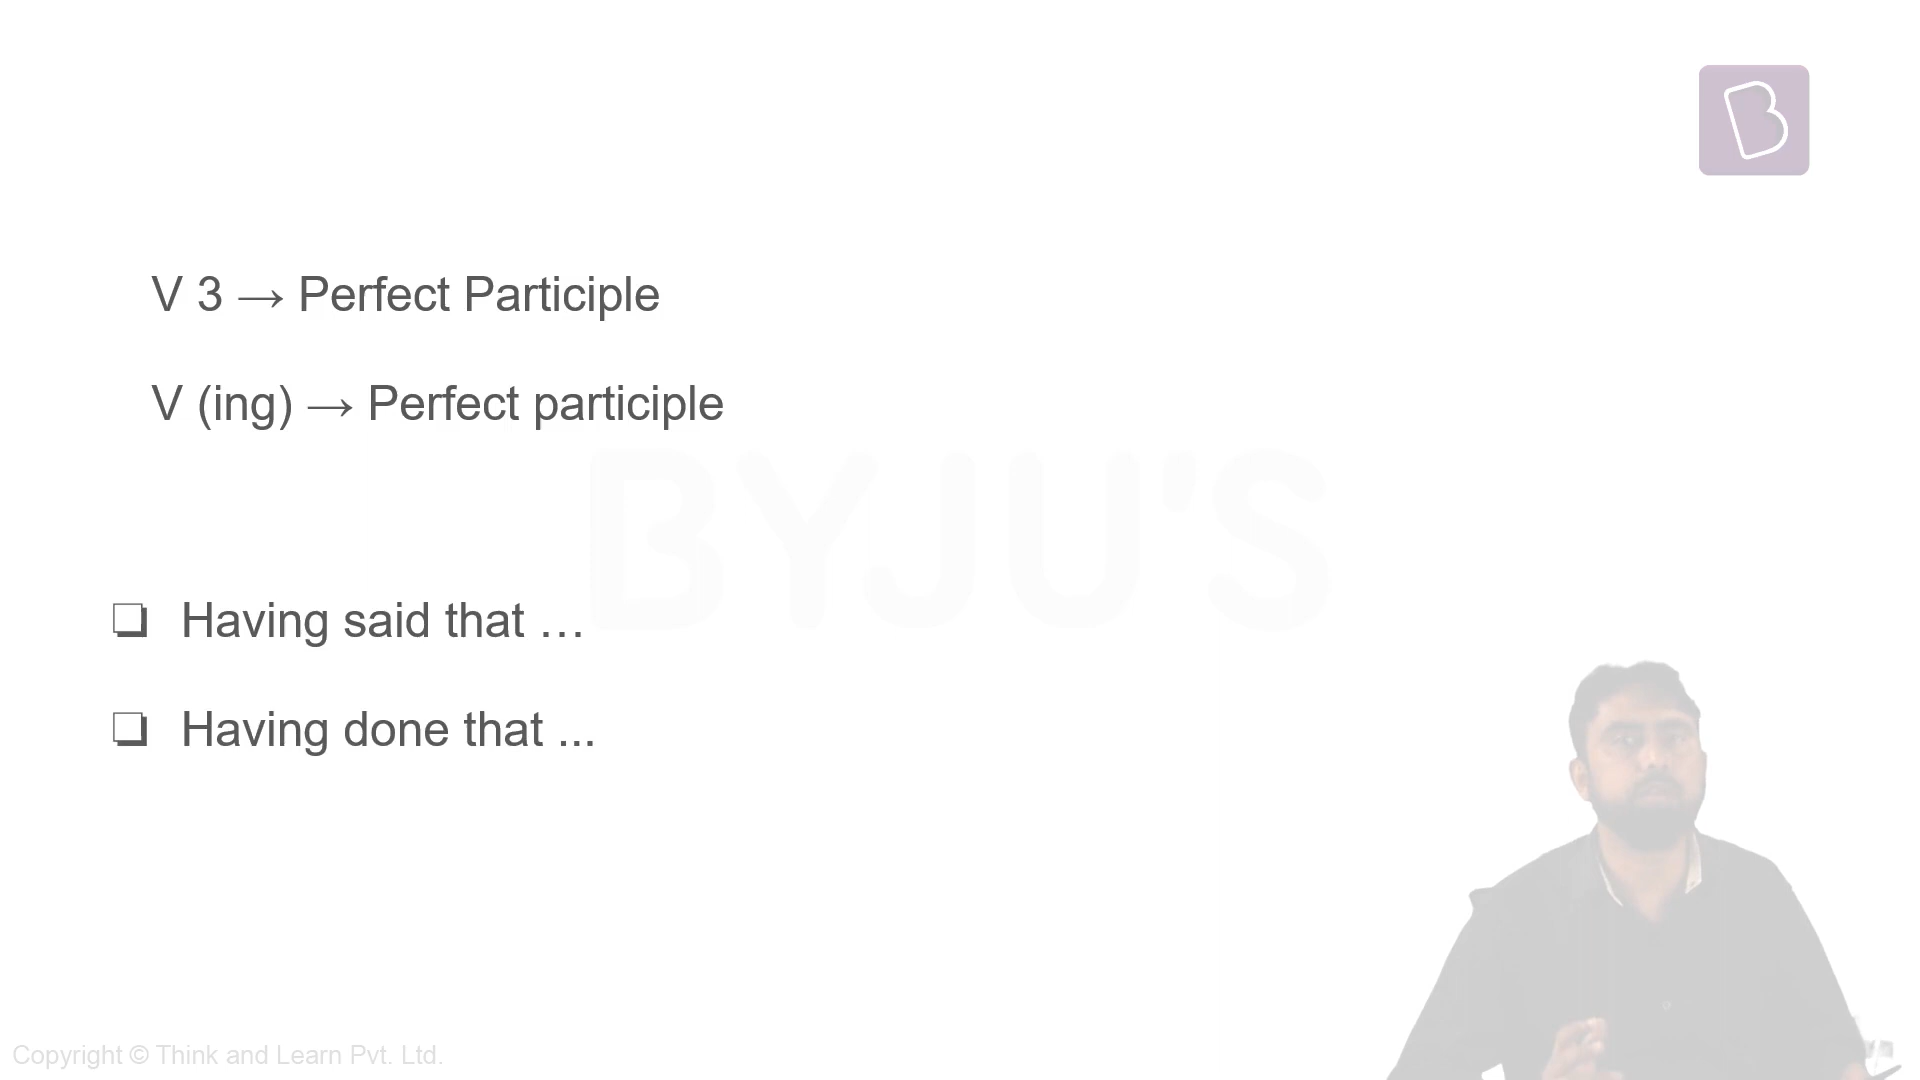 B
V 3 → Perfect Participle
V (ing) → Perfect participle
BYJU'S
❏ Having said that …
❏ Having done that ...
Copyright © Think and Learn Pvt. Ltd.